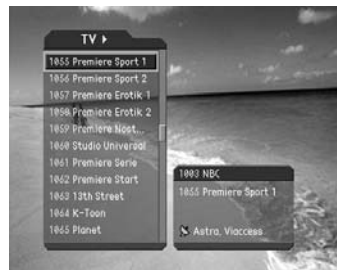 TV
1055 Premiere Sport 1
1056 Premiere Sport 2
1057 Premiere Erotik 1
1058 Premiere Erotik 2
1059 Premiere Nost...
1060 Studio Universal
1061 Premiere Serie
1062 Premiere Start
1063 13th Street
1064 K-Toon
1065 Planet
1003 NBC
1055 Premiere Sport 1
Astra, Viaccess